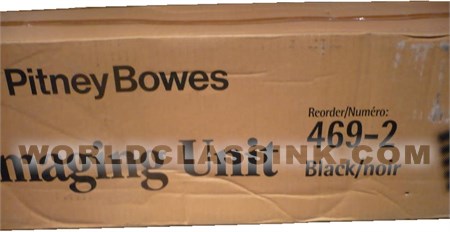 Pitney Bowes
Reorder/Numéro:
469-2
Imaging Unit
Black/noir
WORLDCLASSINK.COM